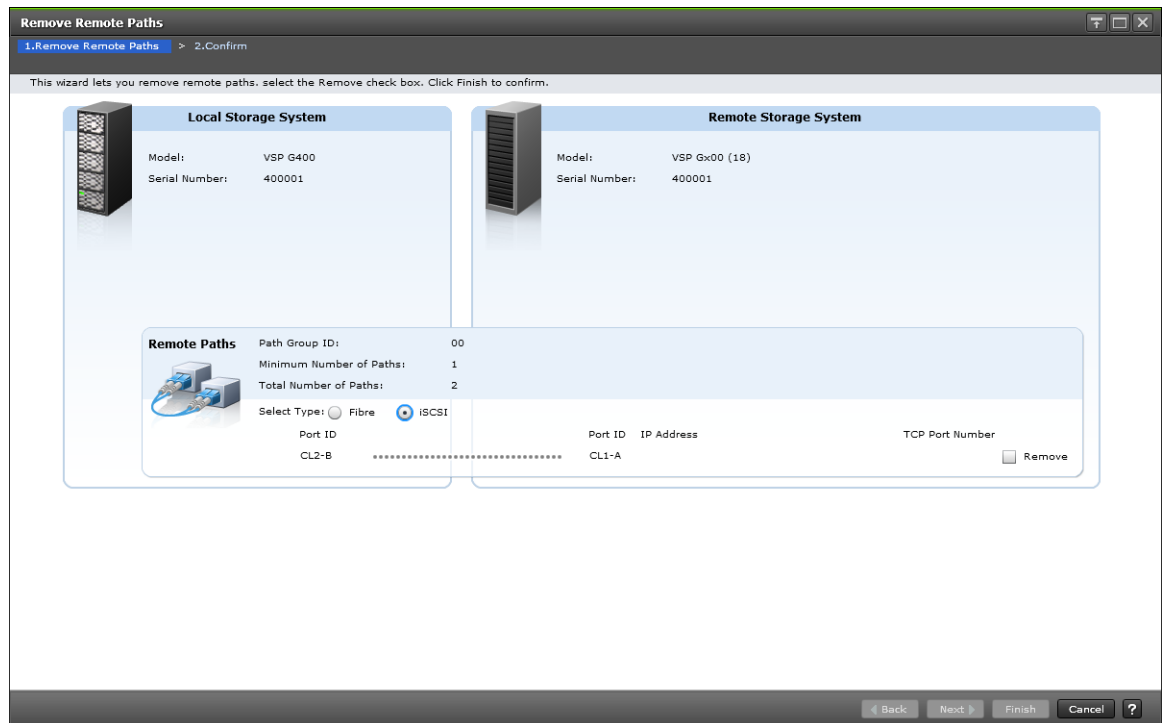 Remove Remote Paths
1.Remove Remote Paths > 2.Confirm
This wizard lets you remove remote paths. select the Remove check box. Click Finish to confirm.
Local Storage System
Model: VSP G400
Serial Number: 400001
Remote Storage System
Model: VSP Gx00 (18)
Serial Number: 400001
Remote Paths
Path Group ID: 00
Minimum Number of Paths: 1
Total Number of Paths: 2
Select Type: Fibre iSCSI
Port ID Port ID IP Address TCP Port Number
CL2-B CL1-A Remove
Back Next Finish Cancel ?